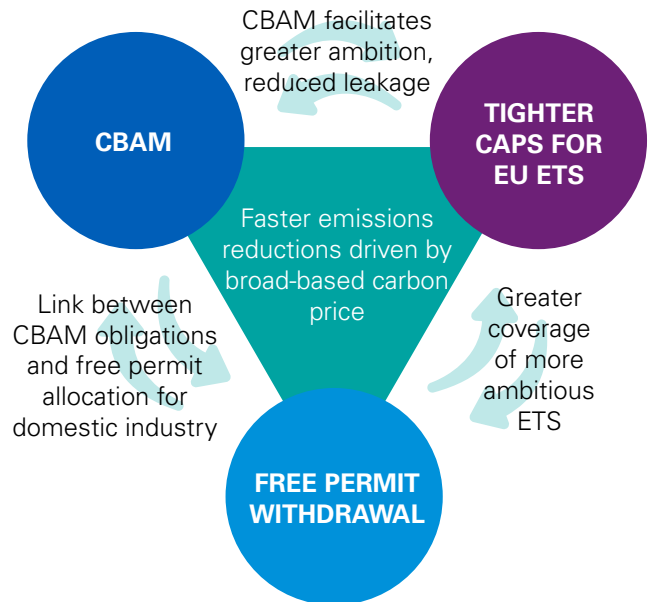 CBAM facilitates
greater ambition,
reduced leakage
CBAM
TIGHTER
CAPS FOR
EU ETS
Faster emissions
reductions driven by
broad-based carbon
price
Link between
CBAM obligations
and free permit
allocation for
domestic industry
Greater
coverage
of more
ambitious
ETS
FREE PERMIT
WITHDRAWAL